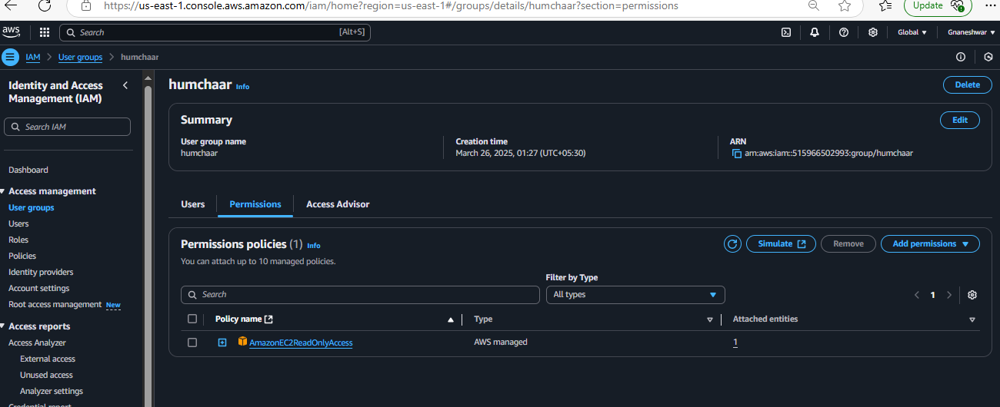 https://us-east-1.console.aws.amazon.com/iam/home?region=us-east-1#/groups/details/humchaar?section=permissions
Update
aws
Search [Alt+S]
Global
Gnaneshwar
IAM > User groups > humchaar
Identity and Access Management (IAM)
Search IAM
Dashboard
Access management
User groups
Users
Roles
Policies
Identity providers
Account settings
Root access management New
Access reports
Access Analyzer
External access
Unused access
Analyzer settings
Credential report
humchaar Info
Delete
Summary
Edit
User group name
humchaar
Creation time
March 26, 2025, 01:27 (UTC+05:30)
ARN
arn:aws:iam::515966502993:group/humchaar
Users
Permissions
Access Advisor
Permissions policies (1) Info
Simulate
Remove
Add permissions
You can attach up to 10 managed policies.
Filter by Type
Search
All types
1
Policy name
Type
Attached entities
AmazonEC2ReadOnlyAccess
AWS managed
1